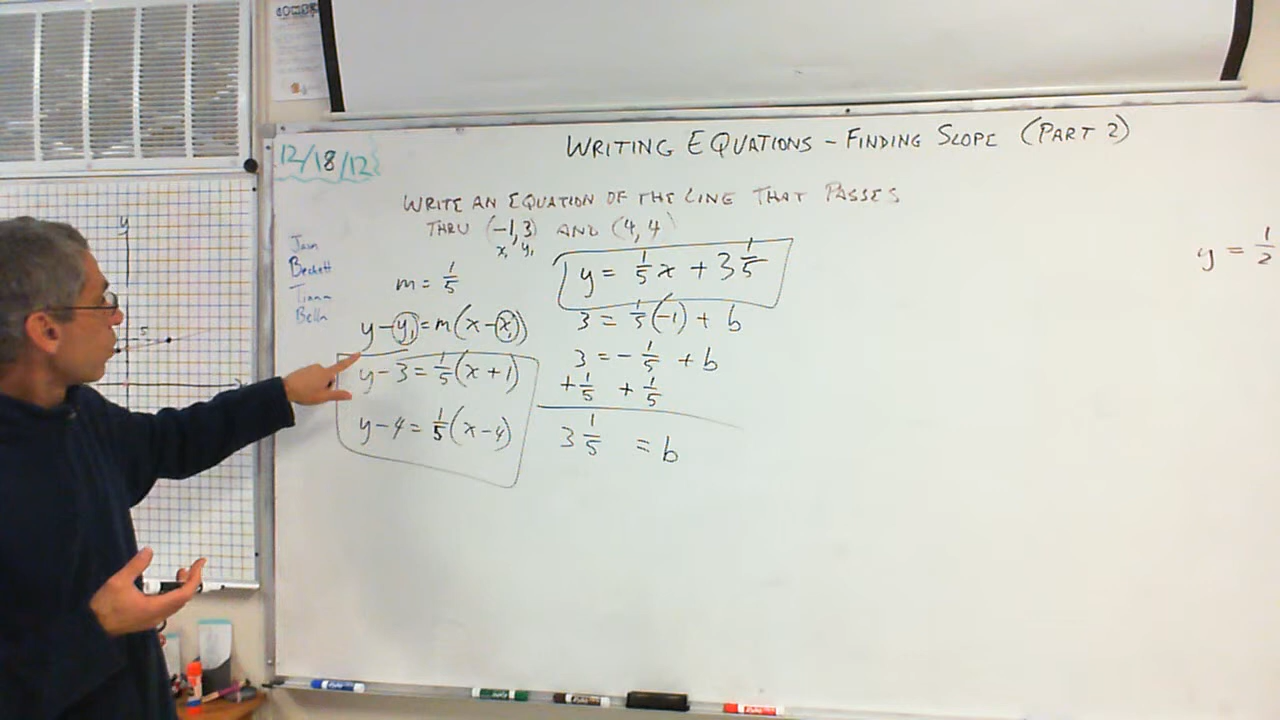 WRITING EQUATIONS - FINDING SLOPE (PART 2)
12/18/12
WRITE AN EQUATION OF THE LINE THAT PASSES
THRU (-1,3) AND (4,4)
x₁ y₁
Jason
Beckett
Tiana
Bella
m = 1/5
y - y₁ = m(x - x₁)
y - 3 = 1/5(x + 1)
y - 4 = 1/5(x - 4)
y = 1/5x + 3 1/5
3 = 1/5(-1) + b
3 = - 1/5 + b
+ 1/5 + 1/5
3 1/5 = b
y = 1/2
y
5
x